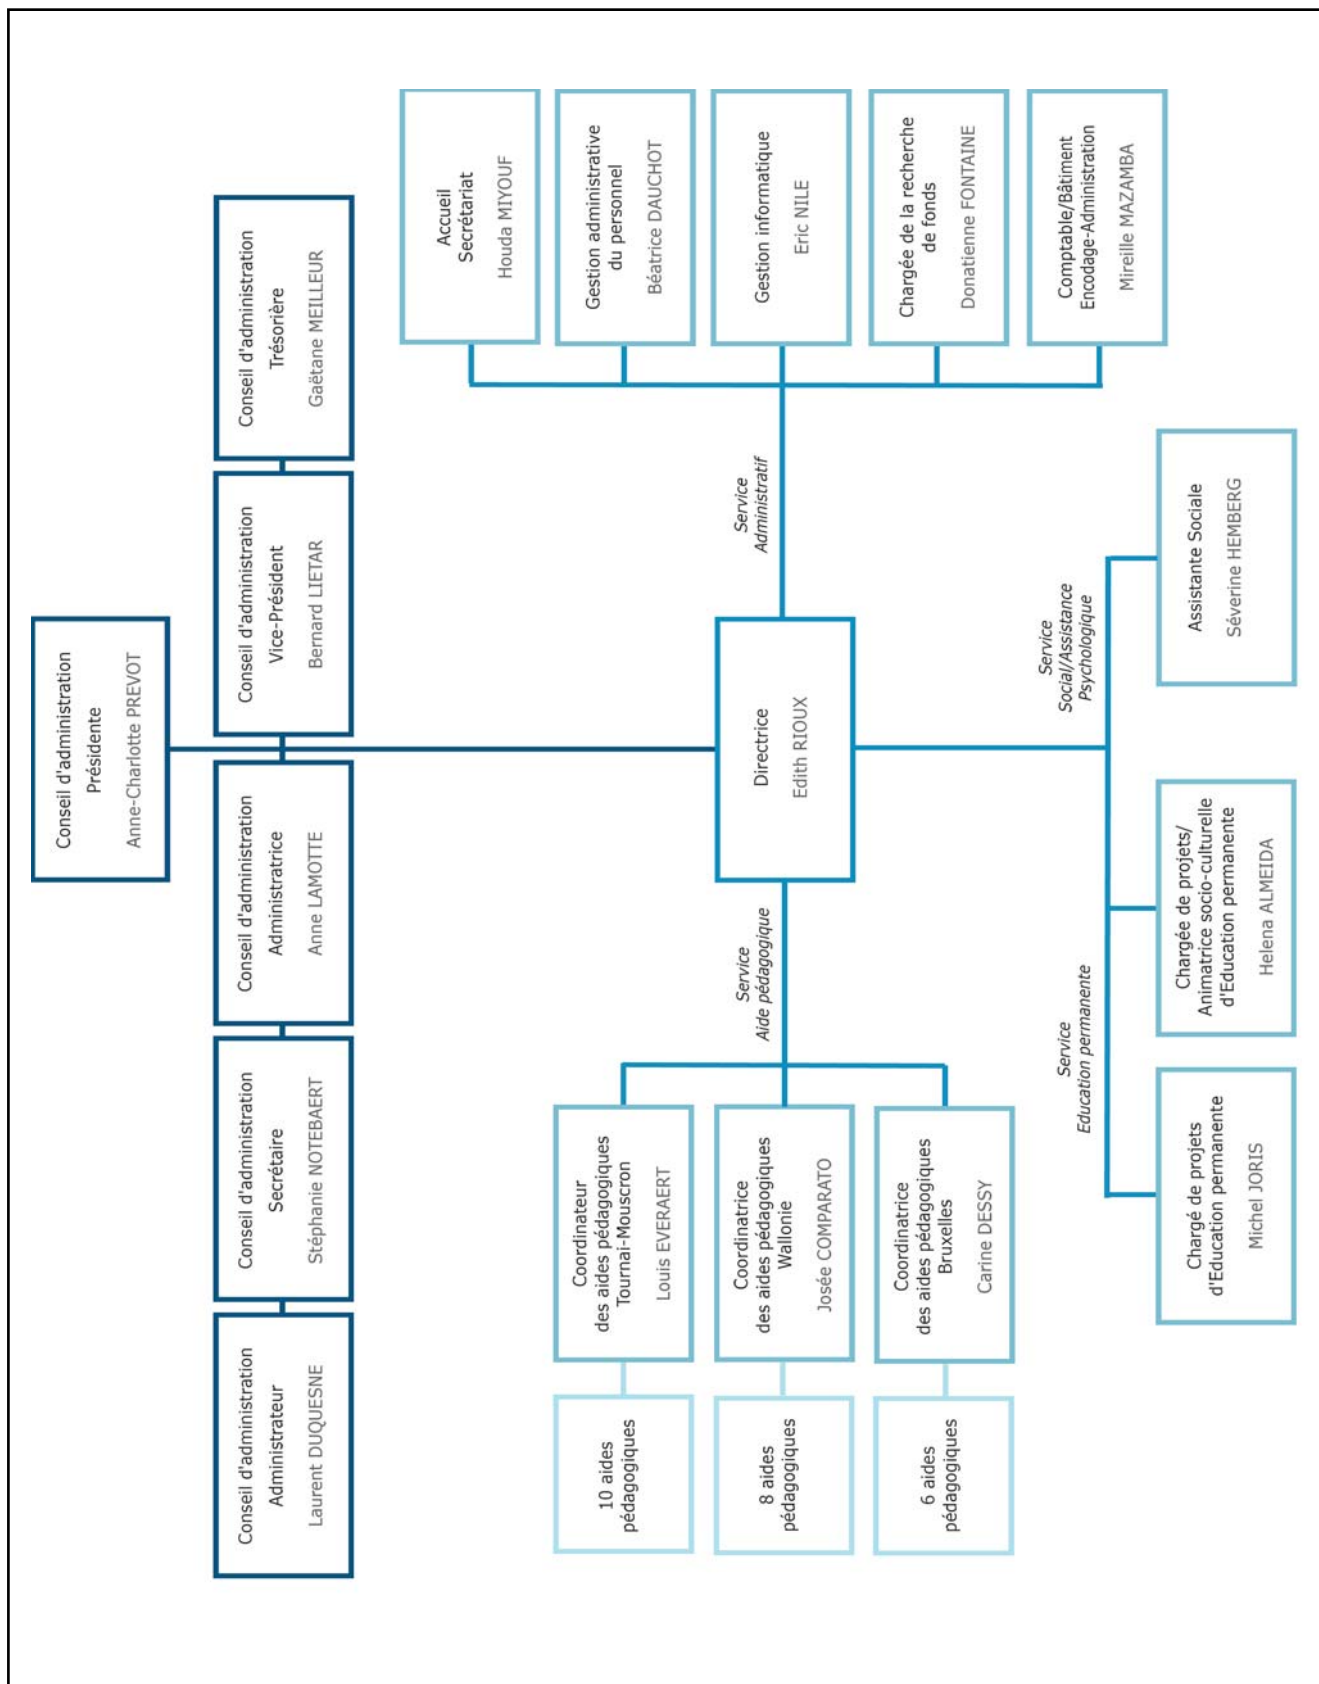 Conseil d'administration
Présidente
Anne-Charlotte PREVOT
Conseil d'administration
Administrateur
Laurent DUQUESNE
Conseil d'administration
Secrétaire
Stéphanie NOTEBAERT
Conseil d'administration
Administratrice
Anne LAMOTTE
Conseil d'administration
Vice-Président
Bernard LIETAR
Conseil d'administration
Trésorière
Gaëtane MEILLEUR
Directrice
Edith RIOUX
Service
Aide pédagogique
Coordinateur
des aides pédagogiques
Tournai-Mouscron
Louis EVERAERT
10 aides
pédagogiques
Coordinatrice
des aides pédagogiques
Wallonie
Josée COMPARATO
8 aides
pédagogiques
Coordinatrice
des aides pédagogiques
Bruxelles
Carine DESSY
6 aides
pédagogiques
Service
Administratif
Accueil
Secrétariat
Houda MIYOUF
Gestion administrative
du personnel
Béatrice DAUCHOT
Gestion informatique
Eric NILE
Chargée de la recherche
de fonds
Donatienne FONTAINE
Comptable/Bâtiment
Encodage-Administration
Mireille MAZAMBA
Service
Education permanente
Chargé de projets
d'Education permanente
Michel JORIS
Chargée de projets/
Animatrice socio-culturelle
d'Education permanente
Helena ALMEIDA
Service
Social/Assistance
Psychologique
Assistante Sociale
Séverine HEMBERG